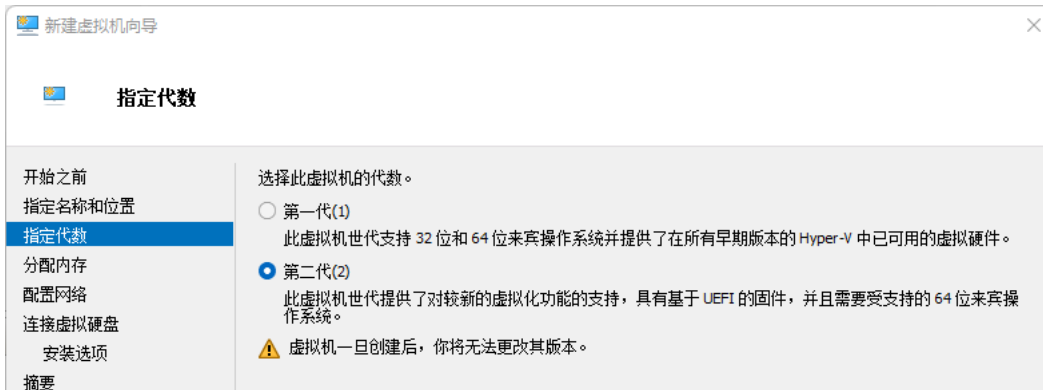 新建虚拟机向导
指定代数
开始之前
指定名称和位置
指定代数
分配内存
配置网络
连接虚拟硬盘
安装选项
摘要
选择此虚拟机的代数。
第一代(1)
此虚拟机世代支持 32 位和 64 位来宾操作系统并提供了在所有早期版本的 Hyper-V 中已可用的虚拟硬件。
第二代(2)
此虚拟机世代提供了对较新的虚拟化功能的支持，具有基于 UEFI 的固件，并且需要受支持的 64 位来宾操
作系统。
虚拟机一旦创建后，你将无法更改其版本。